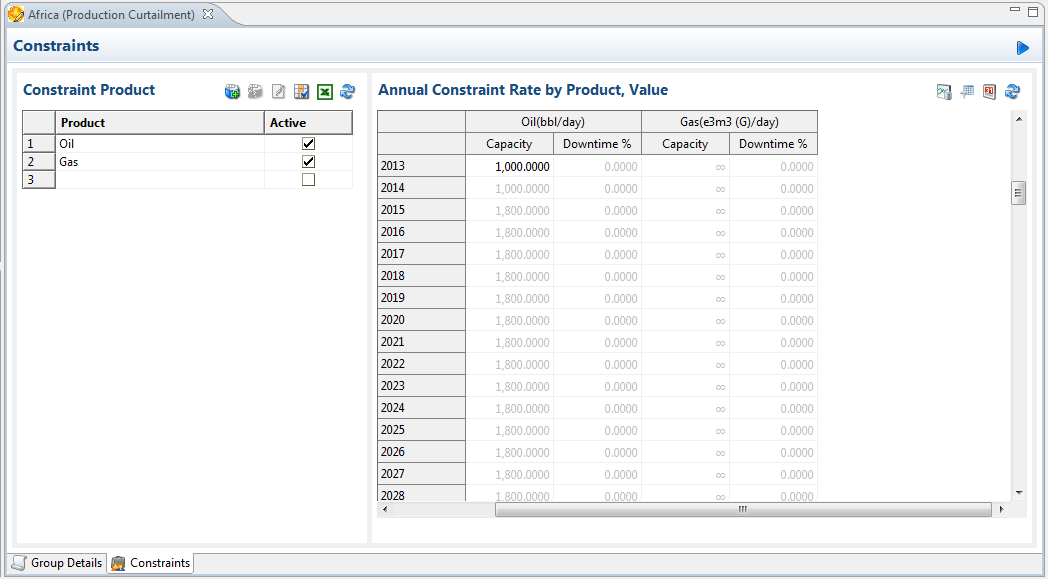 Africa (Production Curtailment)
Constraints
Constraint Product
Product Active
1 Oil
2 Gas
3
Annual Constraint Rate by Product, Value
31
Oil(bbl/day) Gas(e3m3 (G)/day)
Capacity Downtime % Capacity Downtime %
2013 1,000.0000 0.0000 ∞ 0.0000
2014 1,000.0000 0.0000 ∞ 0.0000
2015 1,800.0000 0.0000 ∞ 0.0000
2016 1,800.0000 0.0000 ∞ 0.0000
2017 1,800.0000 0.0000 ∞ 0.0000
2018 1,800.0000 0.0000 ∞ 0.0000
2019 1,800.0000 0.0000 ∞ 0.0000
2020 1,800.0000 0.0000 ∞ 0.0000
2021 1,800.0000 0.0000 ∞ 0.0000
2022 1,800.0000 0.0000 ∞ 0.0000
2023 1,800.0000 0.0000 ∞ 0.0000
2024 1,800.0000 0.0000 ∞ 0.0000
2025 1,800.0000 0.0000 ∞ 0.0000
2026 1,800.0000 0.0000 ∞ 0.0000
2027 1,800.0000 0.0000 ∞ 0.0000
2028 1,800.0000 0.0000 ∞ 0.0000
Group Details Constraints